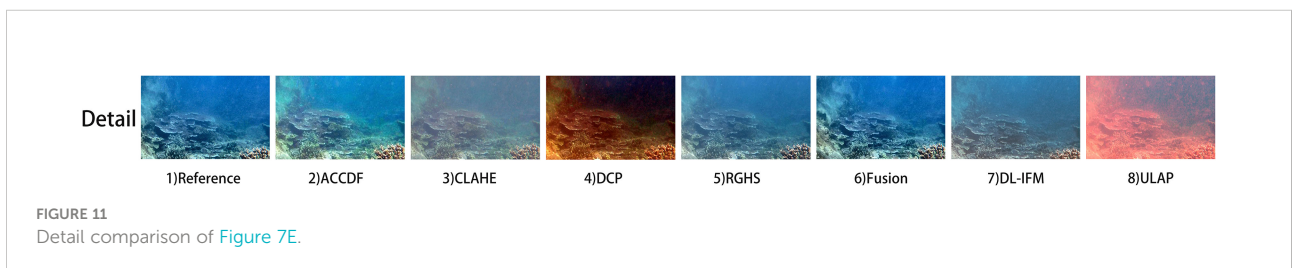 Detail
1)Reference 2)ACCDF 3)CLAHE 4)DCP 5)RGHS 6)Fusion 7)DL-IFM 8)ULAP
FIGURE 11
Detail comparison of Figure 7E.